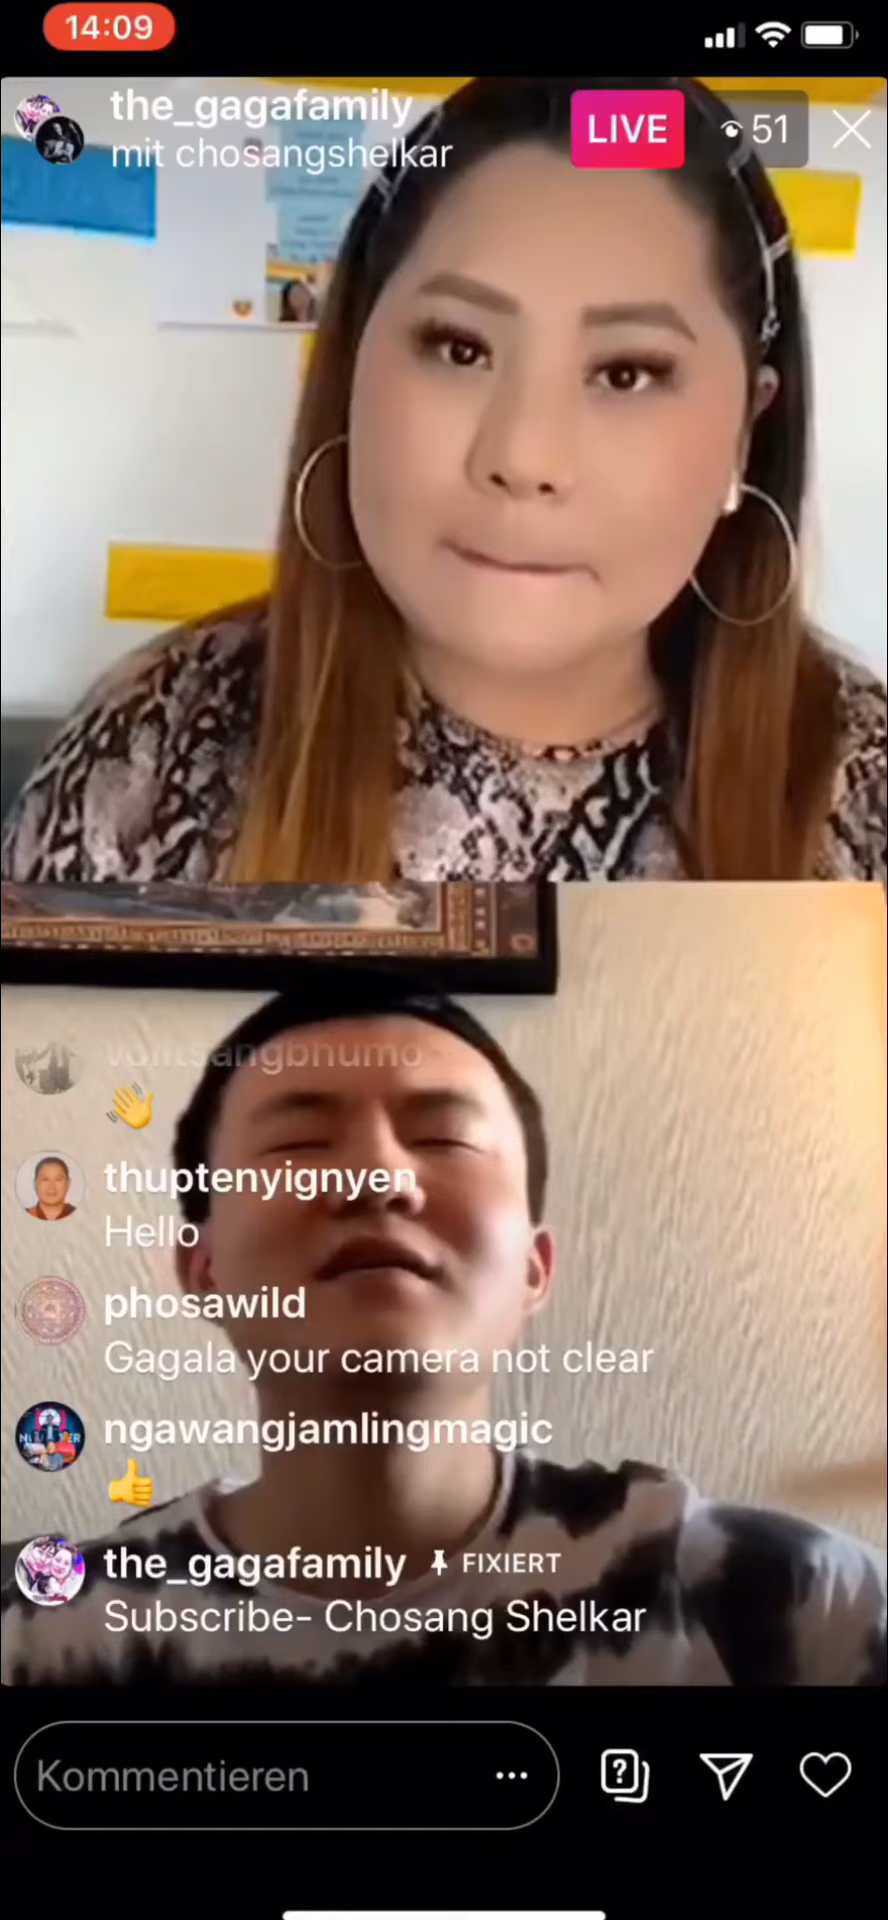 14:09
the_gagafamily
mit chosangshelkar
LIVE
51
thuptenyignyen
Hello
phosawild
Gagala your camera not clear
ngawangjamlingmagic
the_gagafamily FIXIERT
Subscribe- Chosang Shelkar
Kommentieren